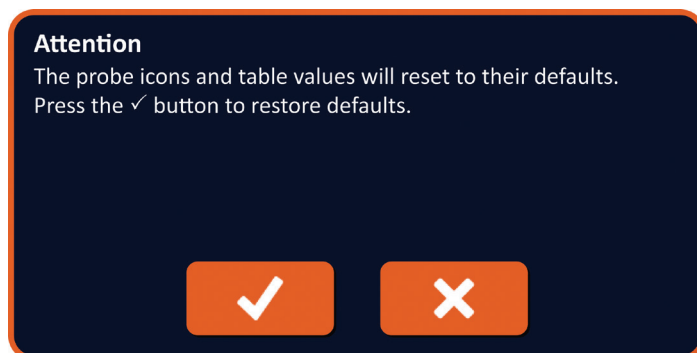 Attention
The probe icons and table values will reset to their defaults.
Press the ✓ button to restore defaults.